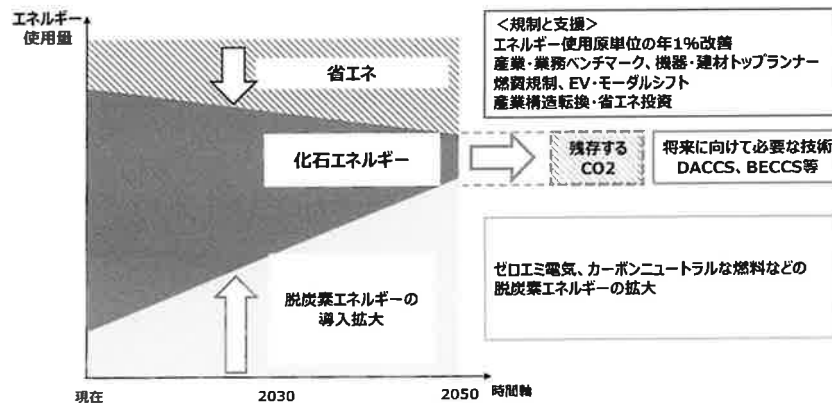 エネルギー
使用量
省エネ
化石エネルギー
脱炭素エネルギーの
導入拡大
現在
2030
2050
時間軸
<規制と支援>
エネルギー使用原単位の年1%改善
産業・業務ベンチマーク、機器・建材トップランナー
燃費規制、EV・モーダルシフト
産業構造転換・省エネ投資
残存する
CO2
将来に向けて必要な技術
DACCS、BECCS等
ゼロエミ電気、カーボンニュートラルな燃料などの
脱炭素エネルギーの拡大